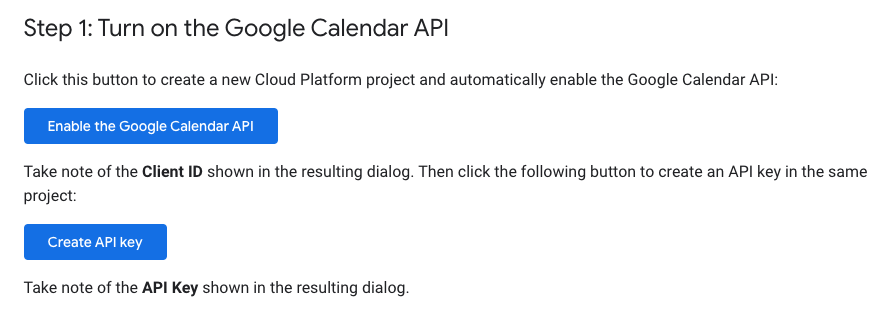 Step 1: Turn on the Google Calendar API
Click this button to create a new Cloud Platform project and automatically enable the Google Calendar API:
Enable the Google Calendar API
Take note of the Client ID shown in the resulting dialog. Then click the following button to create an API key in the same
project:
Create API key
Take note of the API Key shown in the resulting dialog.